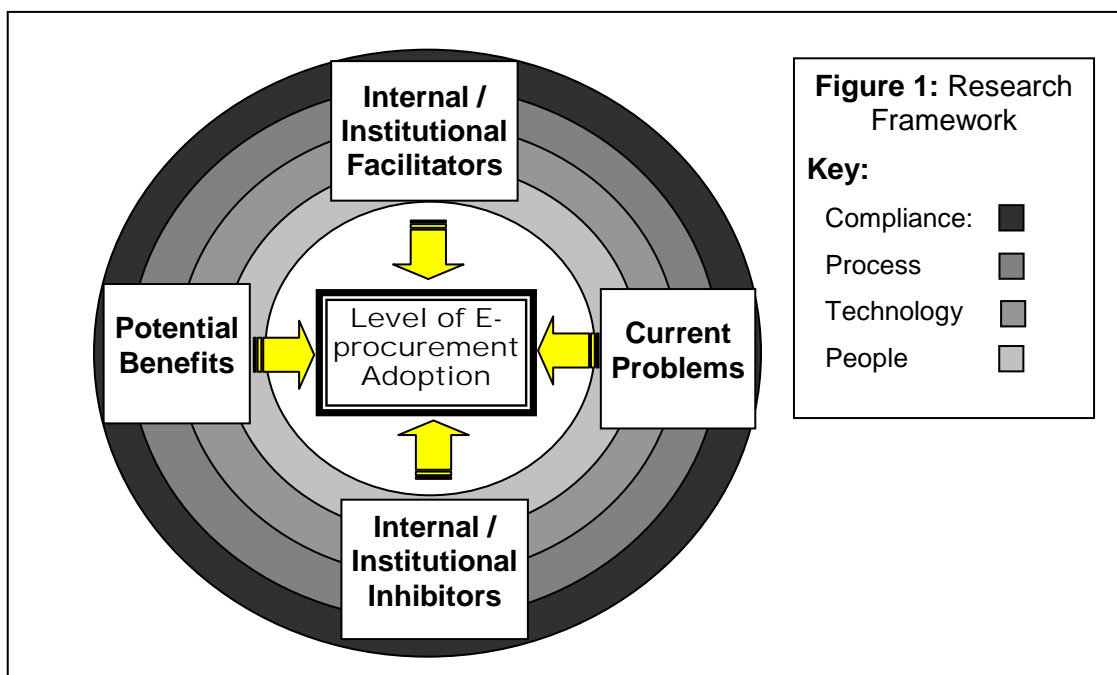 Internal /
Institutional
Facilitators
Potential
Benefits
Level of E-
procurement
Adoption
Current
Problems
Internal /
Institutional
Inhibitors
Figure 1: Research
Framework
Key:
Compliance:
Process
Technology
People